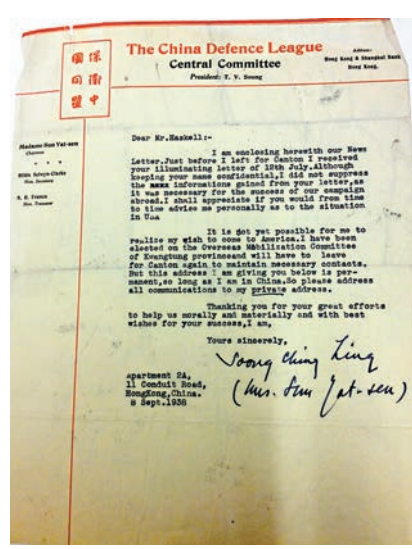 保衛中
國同盟
The China Defence League
Central Committee
President: T. V. Soong
Address:
Hong Kong & Shanghai Bank
Hong Kong.
Madame Sun Yat-sen
Chairman
Hilda Selwyn-Clarke
Hon. Secretary
N. H. France
Hon. Treasurer
Dear Mr.Haskell:-
I am enclosing herewith our News
Letter.Just before I left for Canton I received
your illuminating letter of 12th July.Although
keeping your name confidential,I did not suppress
the informations gained from your letter,as
it was necessary for the success of our campaign
abroad.I shall appreciate if you would from time
to time advise me personally as to the situation
in UsA
It is not yet possible for me to
realize my wish to come to America.I have been
elected on the Overseas Mobilization Committee
of Kwangtung provinceand will have to leave
for Canton again to maintain necessary contacts.
But this address I am giving you below is per-
manent,so long as I am in China.So please address
all communications to my private address.
Thanking you for your great efforts
to help us morally and materially and with best
wishes for your success,I am,
Yours sincerely,
Soong Ching Ling
(Mrs. Sun Yat-sen)
Apartment 2A,
11 Conduit Road,
HongKong,China.
8 Sept.1938